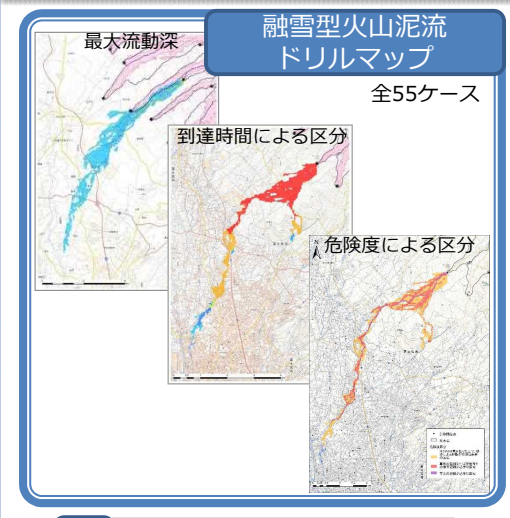 融雪型火山泥流
ドリルマップ
全55ケース
最大流動深
到達時間による区分
危険度による区分